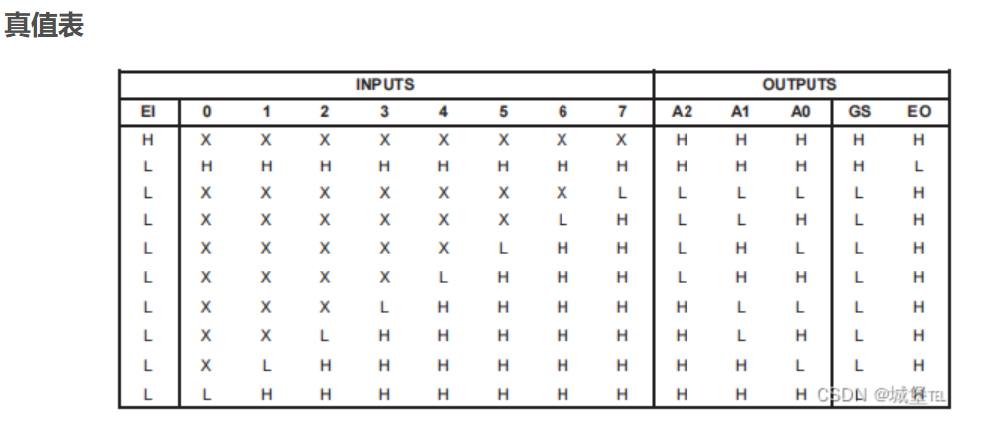 真值表
INPUTS OUTPUTS
EI 0 1 2 3 4 5 6 7 A2 A1 A0 GS EO
H X X X X X X X X H H H H H
L H H H H H H H H H H H H L
L X X X X X X X L L L L L H
L X X X X X X L H L L H L H
L X X X X X L H H L H L L H
L X X X X L H H H L H H L H
L X X X L H H H H H L L L H
L X X L H H H H H H L H L H
L X L H H H H H H H H L L H
L L H H H H H H H H H H L H
CSDN @城堡TEL